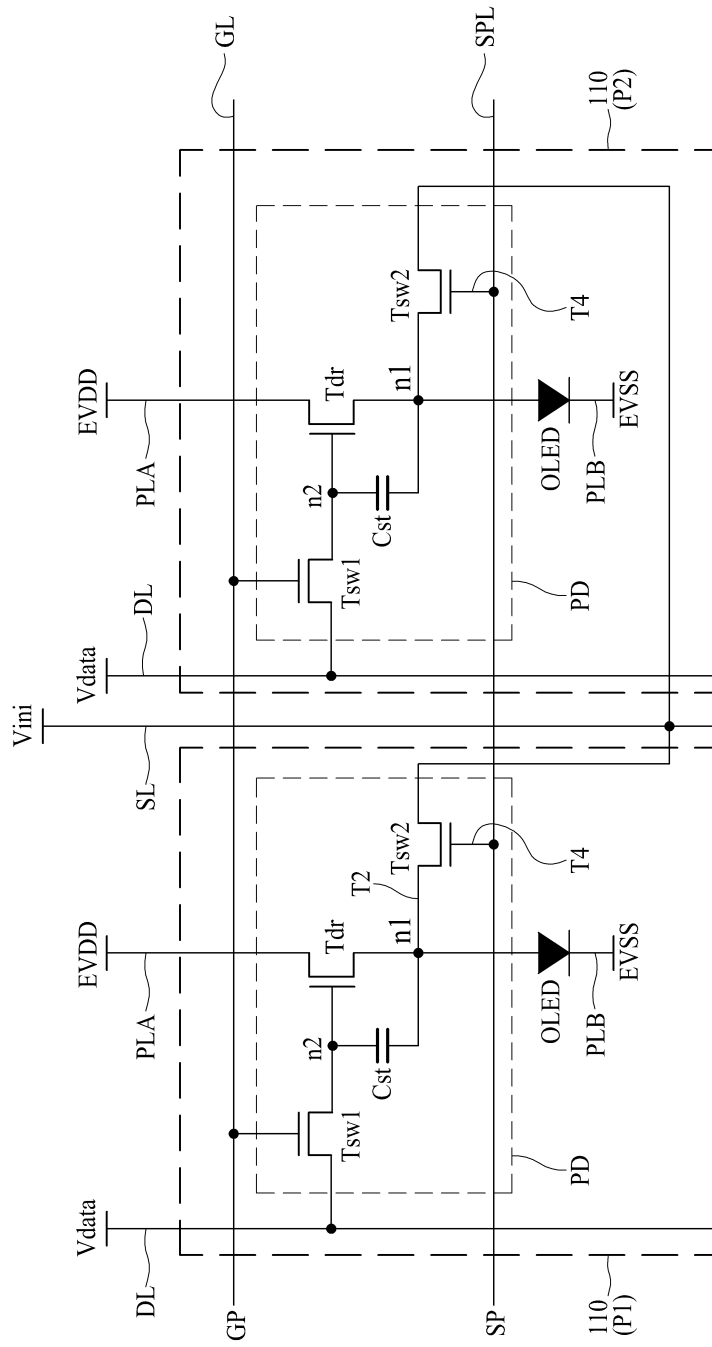 Vini
Vdata
EVDD
Vdata
EVDD
DL
PLA
SL
DL
PLA
GP
GL
Tsw1
n2
Tdr
Tsw1
n2
Tdr
Cst
T2
Cst
n1
Tsw2
n1
Tsw2
SP
SPL
PD
OLED
T4
PD
OLED
T4
PLB
PLB
EVSS
EVSS
110
(P1)
110
(P2)